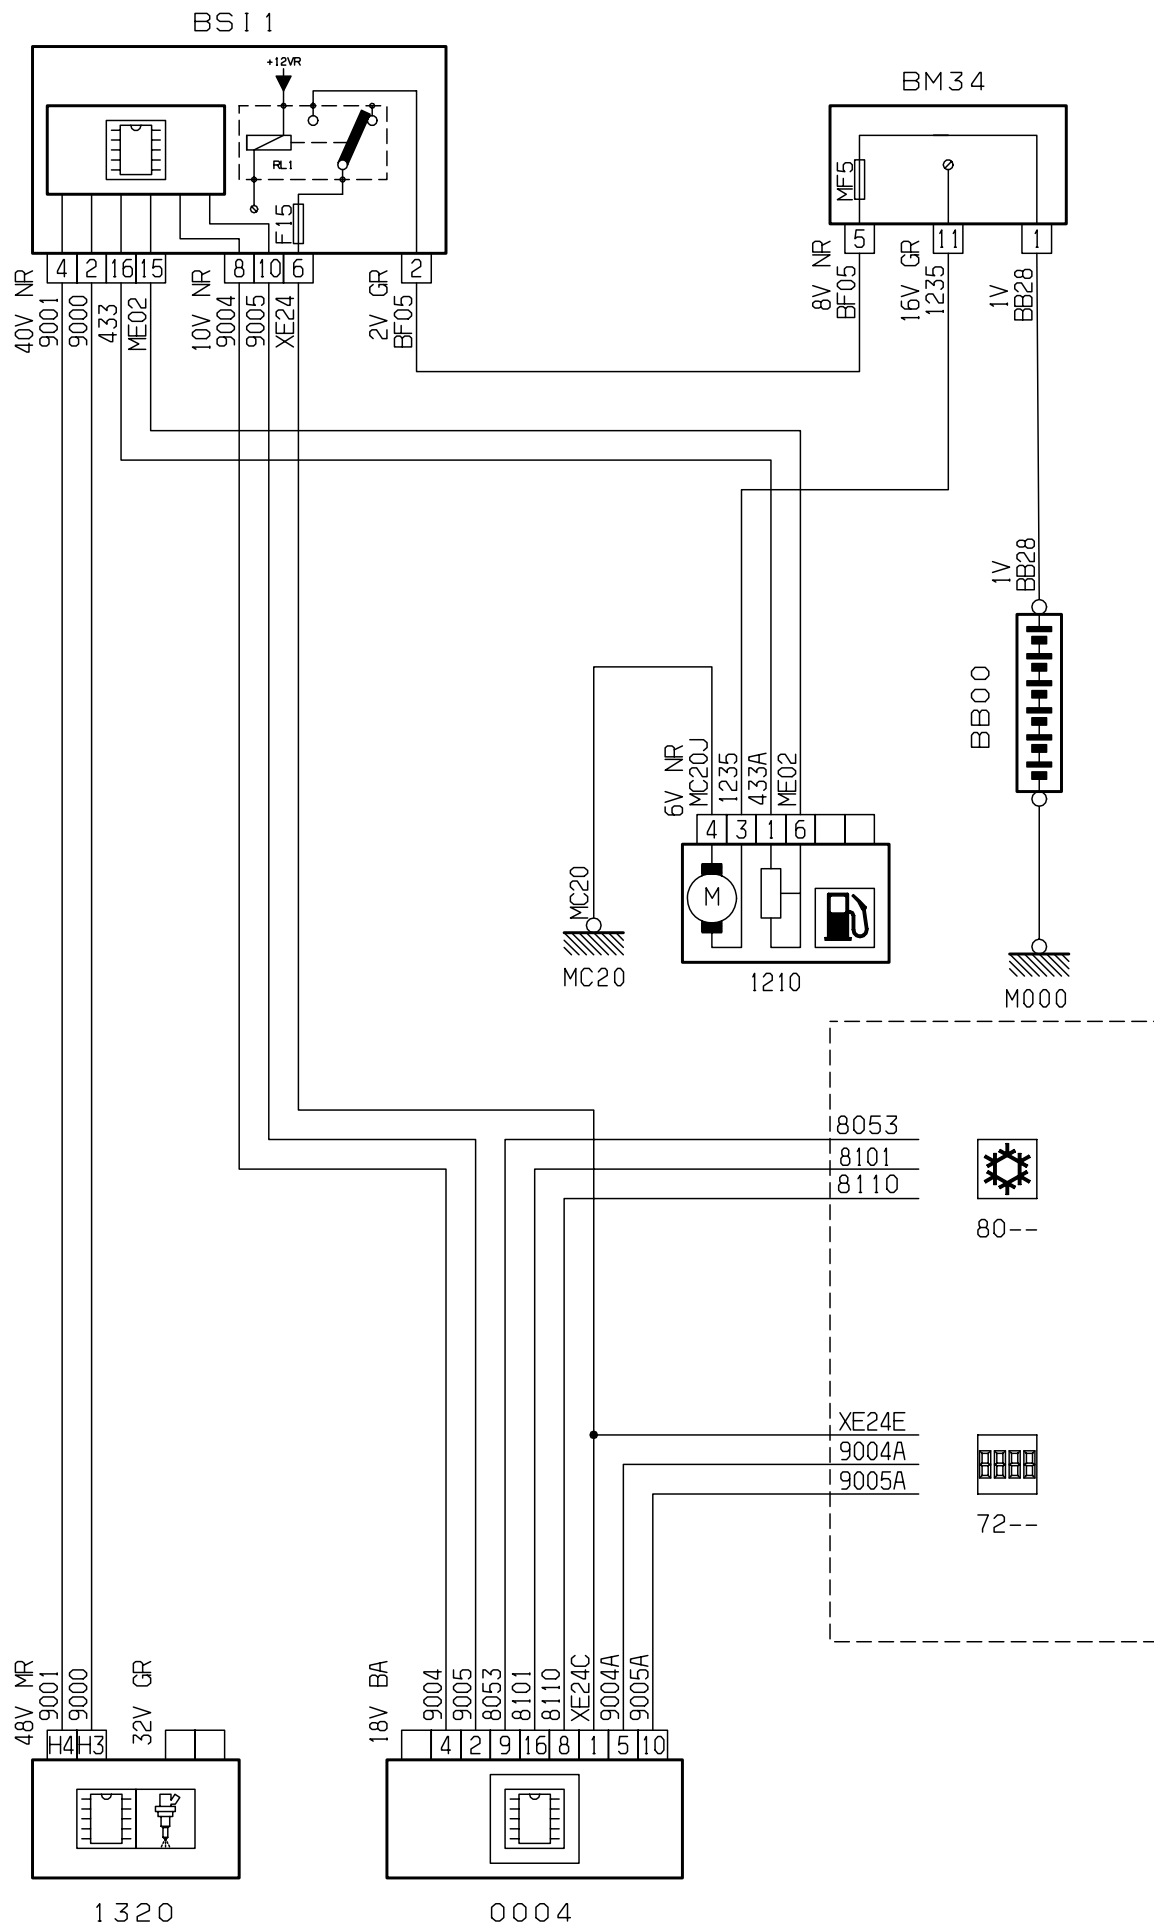 BSI1
+12VR
RL1
F15
4 2 16 15 8 10 6 2
40V NR
9001
9000
433
ME02
10V NR
9004
9005
XE24
2V GR
BF05
BM34
MF5
5 11 1
8V NR
BF05
16V GR
1235
1V
BB28
1V
BB28
BB00
M000
6V NR
MC20J
1235
433A
ME02
4 3 1 6
M
1210
MC20
MC20
8053
8101
8110
80--
XE24E
9004A
9005A
72--
48V MR
9001
9000
32V GR
H4 H3
1320
18V BA
9004
9005
8053
8101
8110
XE24C
9004A
9005A
4 2 9 16 8 1 5 10
0004